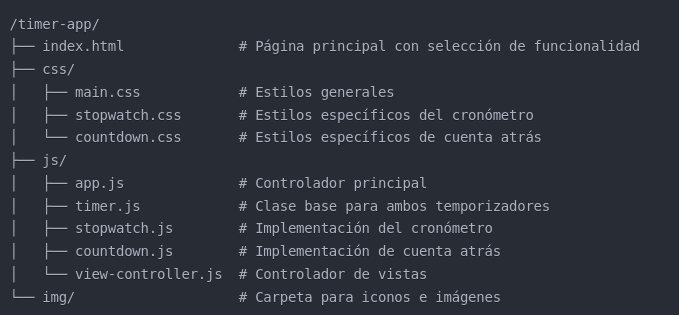 /timer-app/
├── index.html              # Página principal con selección de funcionalidad
├── css/
│   ├── main.css            # Estilos generales
│   ├── stopwatch.css       # Estilos específicos del cronómetro
│   └── countdown.css       # Estilos específicos de cuenta atrás
├── js/
│   ├── app.js              # Controlador principal
│   ├── timer.js            # Clase base para ambos temporizadores
│   ├── stopwatch.js        # Implementación del cronómetro
│   ├── countdown.js        # Implementación de cuenta atrás
│   └── view-controller.js  # Controlador de vistas
└── img/                    # Carpeta para iconos e imágenes